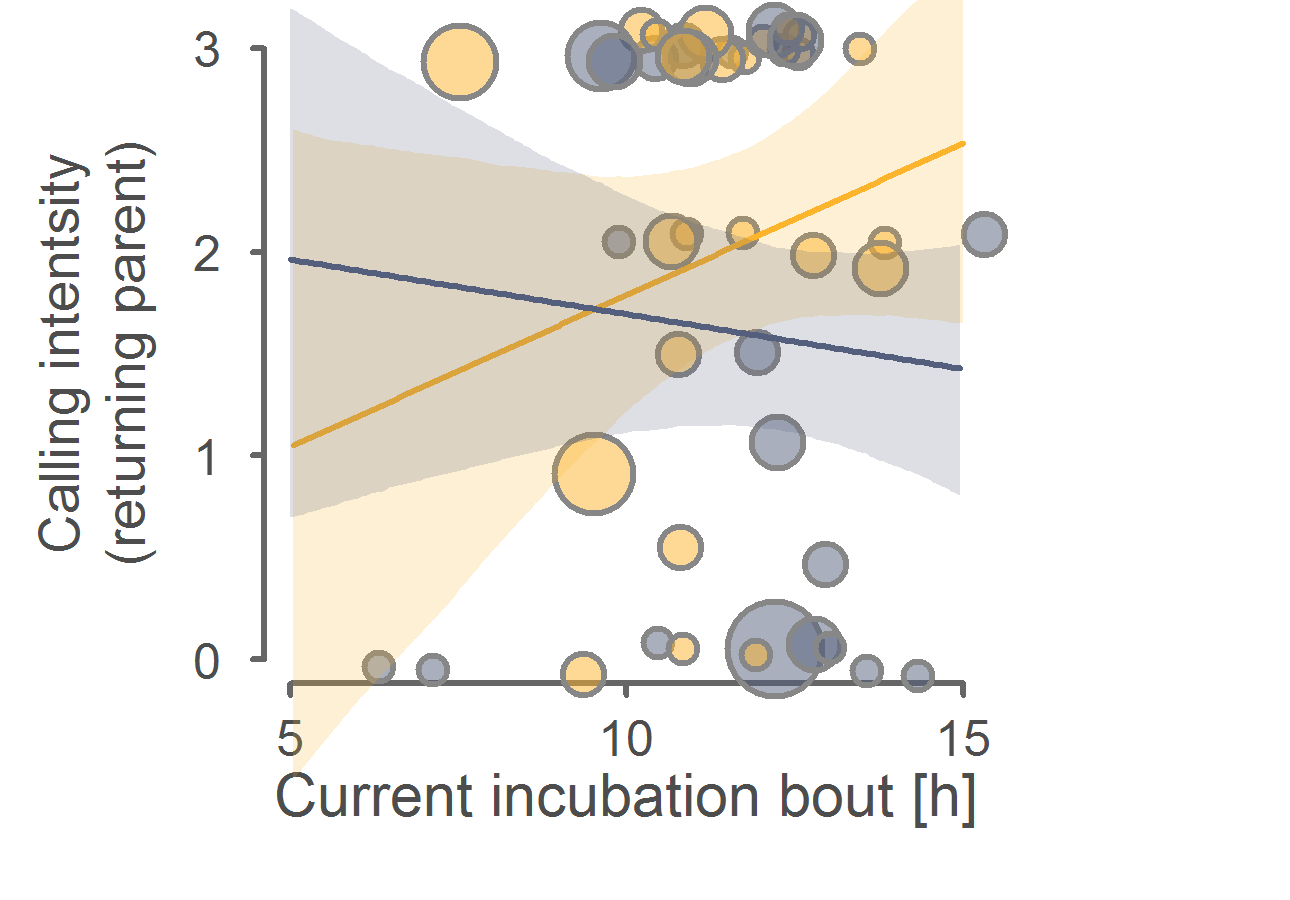 Calling intentsity
(returning parent)
3
2
1
0
5 10 15
Current incubation bout [h]